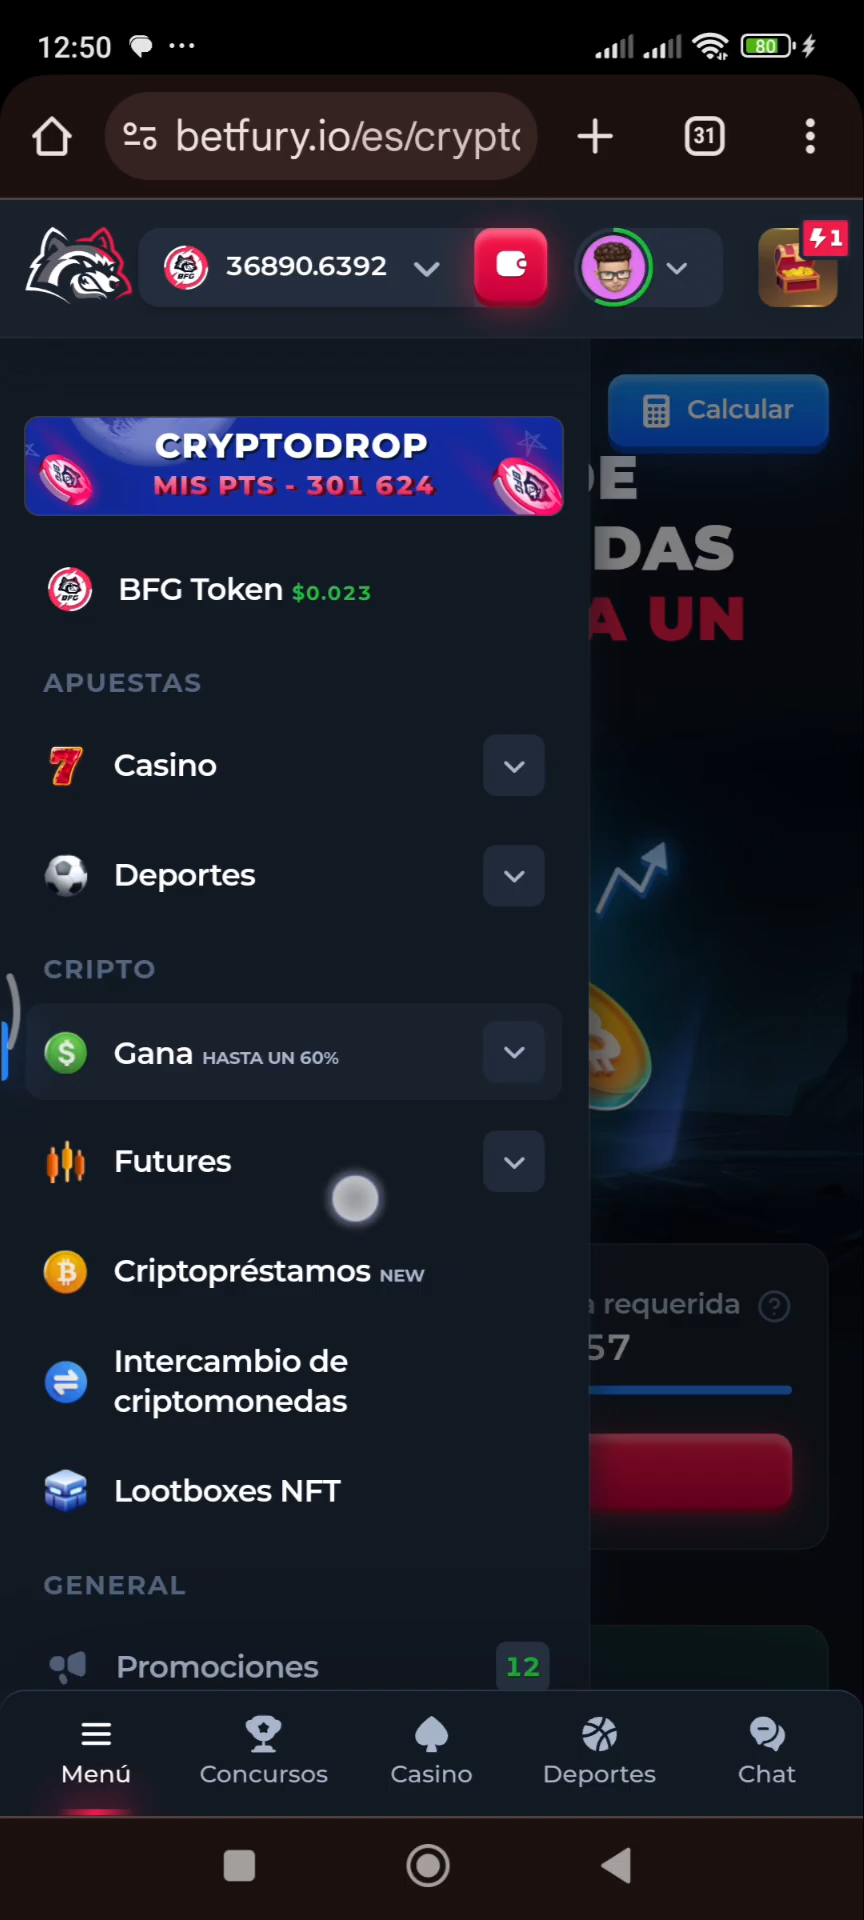 12:50
80
betfury.io/es/crypto
31
BFG
36890.6392
1
CRYPTODROP
MIS PTS - 301 624
Calcular
BFG Token $0.023
DAS
A UN
APUESTAS
Casino
Deportes
CRIPTO
Gana HASTA UN 60%
Futures
Criptopréstamos NEW
a requerida
57
Intercambio de
criptomonedas
Lootboxes NFT
GENERAL
Promociones
12
Menú
Concursos
Casino
Deportes
Chat